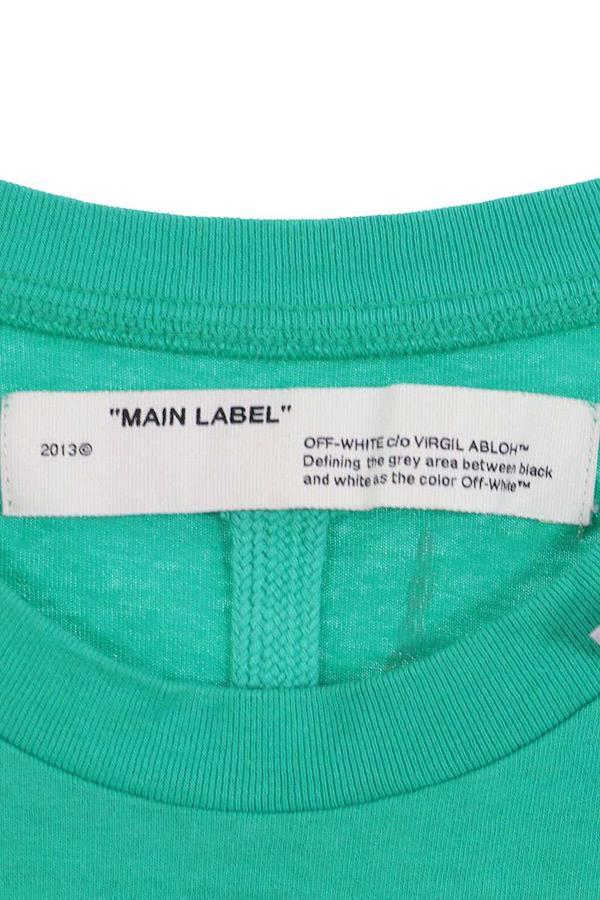 "MAIN LABEL"
2013©
OFF-WHITE c/o VIRGIL ABLOH™
Defining the grey area between black
and white as the color Off-White™